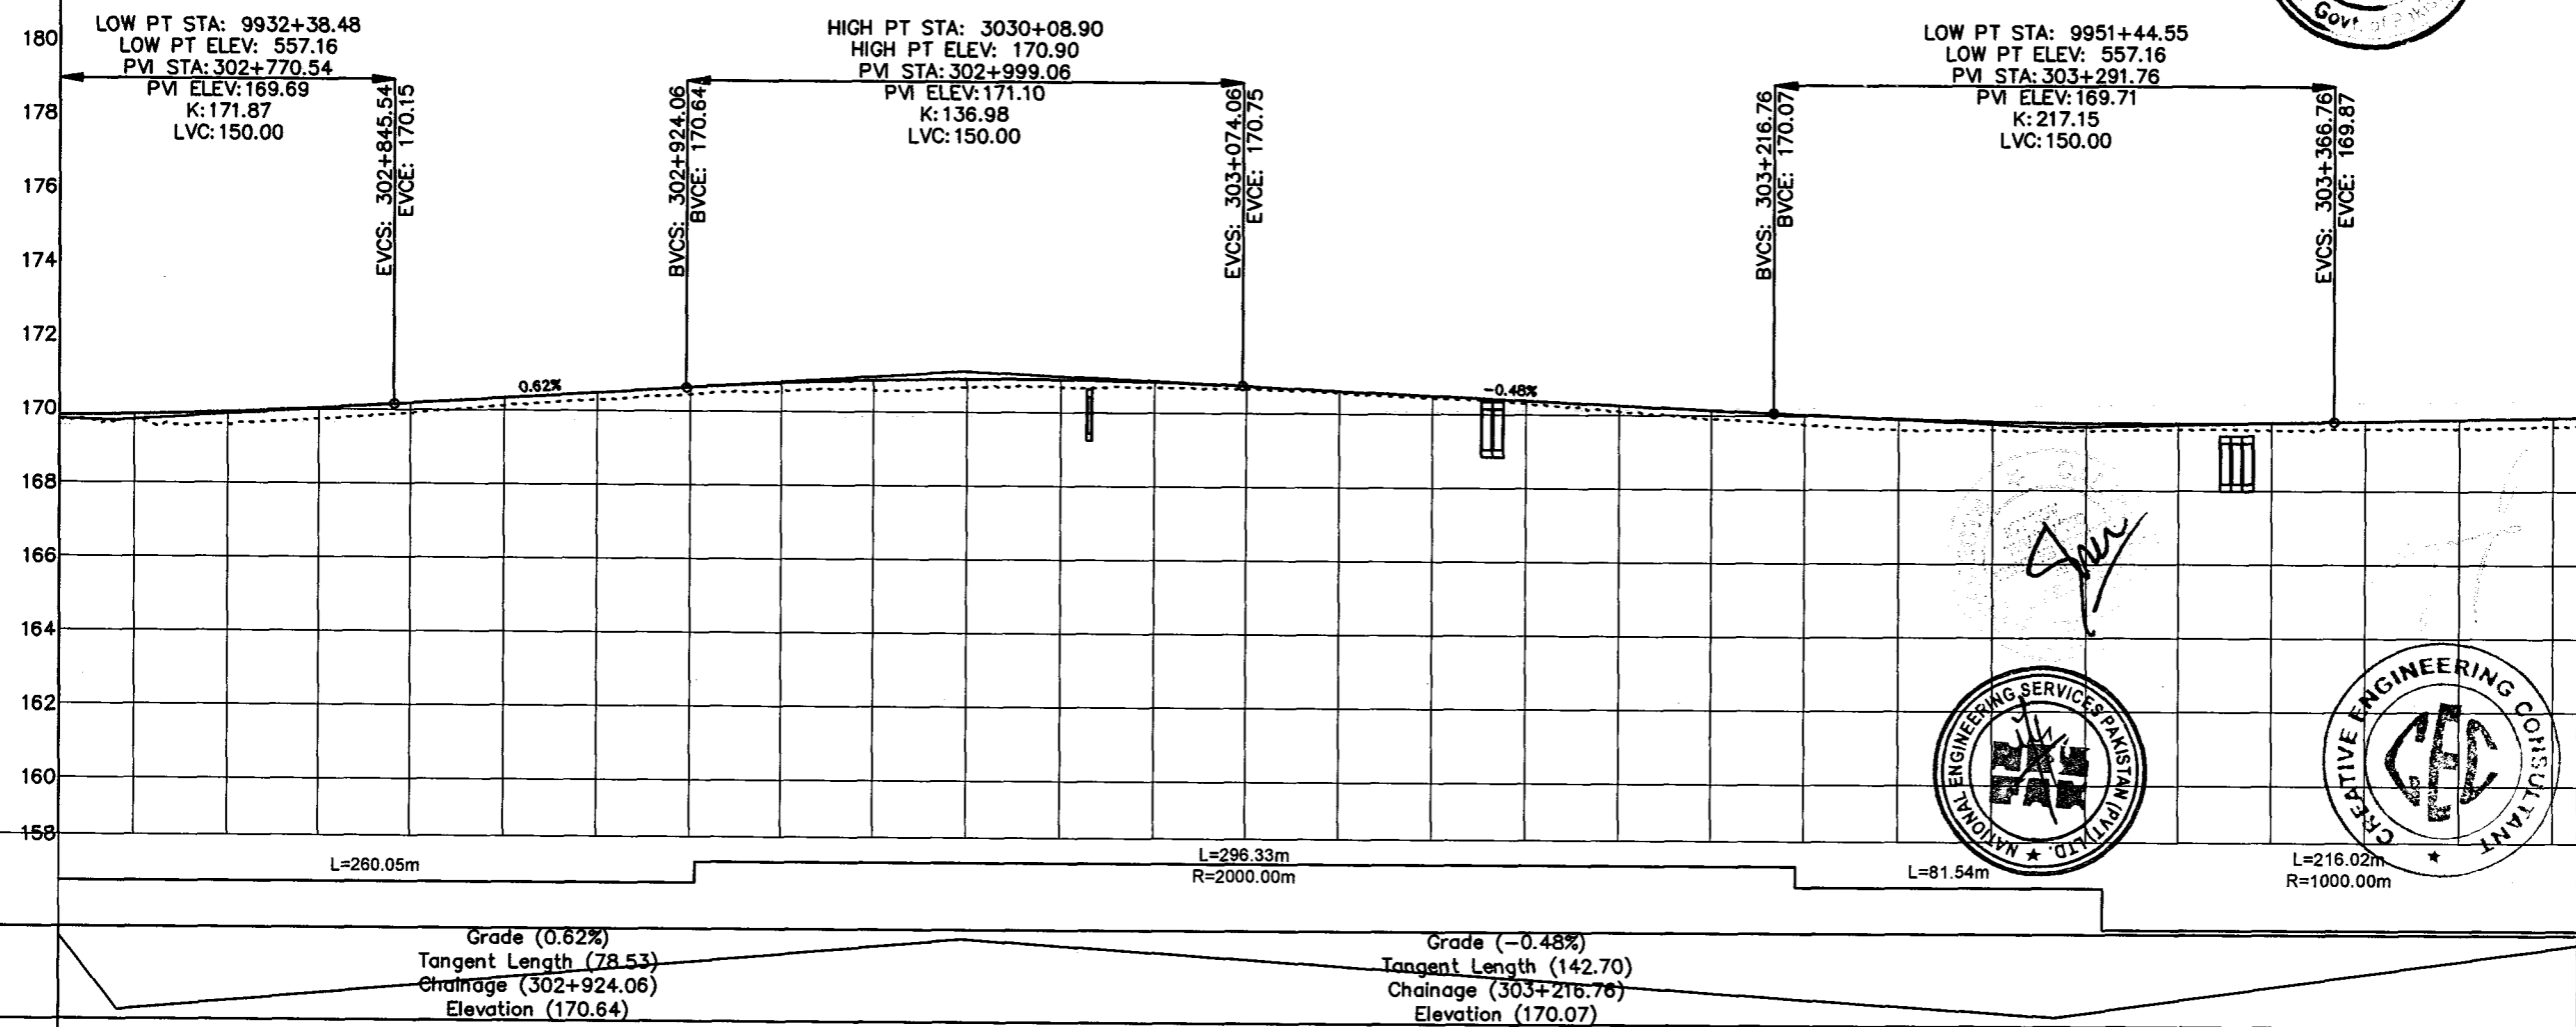 Govt. of
LOW PT STA: 9932+38.48
LOW PT ELEV: 557.16
PVI STA: 302+770.54
PVI ELEV: 169.69
K: 171.87
LVC: 150.00
EVCS: 302+845.54
EVCE: 170.15
BVCS: 302+924.06
BVCE: 170.64
HIGH PT STA: 3030+08.90
HIGH PT ELEV: 170.90
PVI STA: 302+999.06
PVI ELEV: 171.10
K: 136.98
LVC: 150.00
EVCS: 303+074.06
EVCE: 170.75
BVCS: 303+216.76
BVCE: 170.07
LOW PT STA: 9951+44.55
LOW PT ELEV: 557.16
PVI STA: 303+291.76
PVI ELEV: 169.71
K: 217.15
LVC: 150.00
EVCS: 303+366.76
EVCE: 169.87
180
178
176
174
172
170
168
166
164
162
160
158
0.62%
-0.48%
NATIONAL ENGINEERING SERVICES PAKISTAN (PVT) LTD. ★
CREATIVE ENGINEERING CONSULTANT ★
L=260.05m
L=296.33m
R=2000.00m
L=81.54m
L=216.02m
R=1000.00m
Grade (0.62%)
Tangent Length (78.53)
Chainage (302+924.06)
Elevation (170.64)
Grade (-0.48%)
Tangent Length (142.70)
Chainage (303+216.76)
Elevation (170.07)